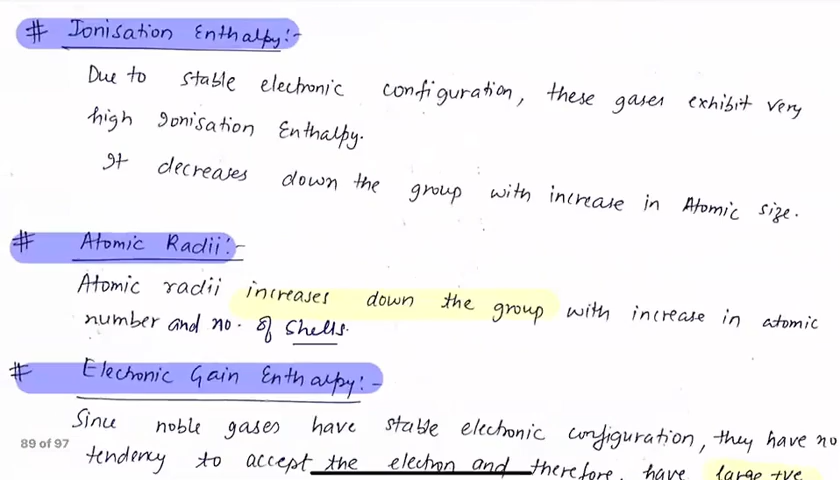 # Ionisation Enthalpy:-
Due to stable electronic configuration, these gases exhibit very
high Ionisation Enthalpy.
It decreases down the group with increase in Atomic size.
# Atomic Radii:-
Atomic radii increases down the group with increase in atomic
number and no. of shells.
# Electronic Gain Enthalpy:-
Since noble gases have stable electronic configuration, they have no
89 of 97
tendency to accept the electron and therefore, have large +ve